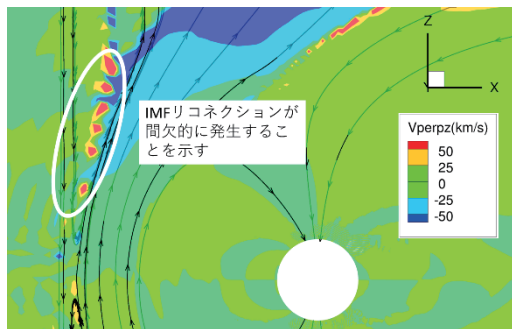 Z
X
Y
IMFリコネクションが
間欠的に発生するこ
とを示す
Vperpz(km/s)
50
25
0
-25
-50